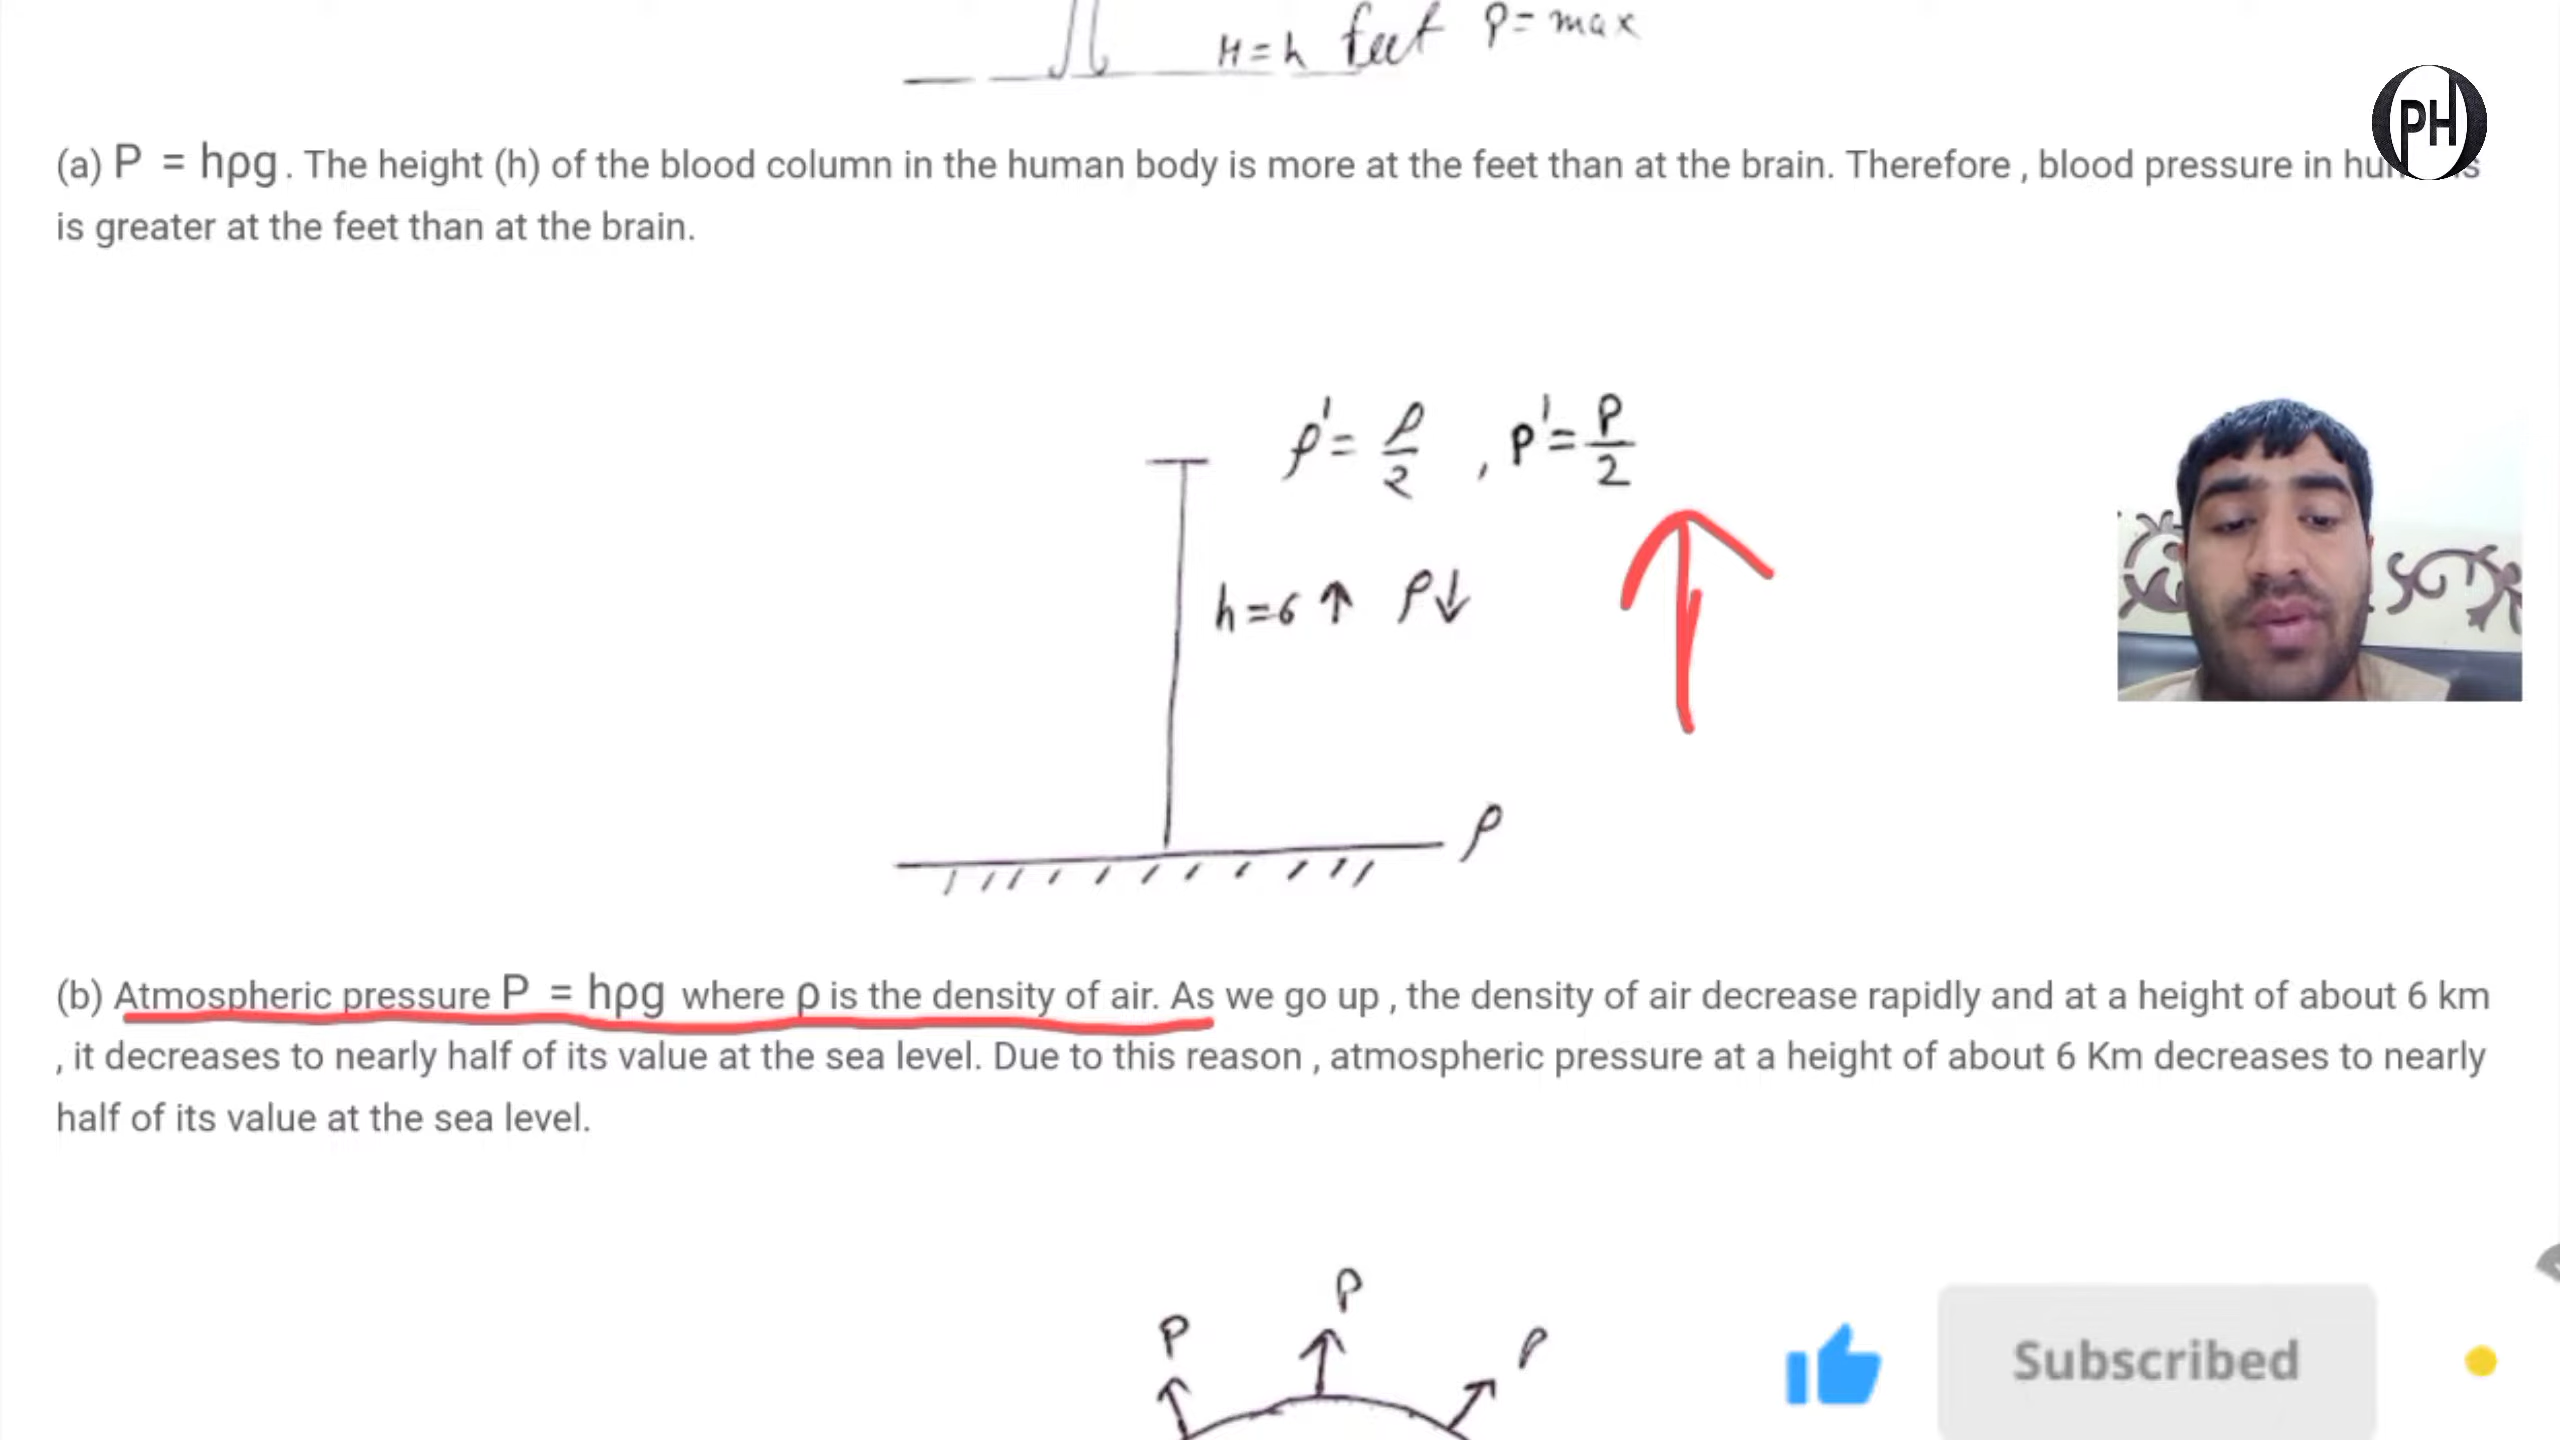 H = h feet P = max
PH
(a) P = hρg . The height (h) of the blood column in the human body is more at the feet than at the brain. Therefore , blood pressure in
is greater at the feet than at the brain.
ρ' = ρ/2 , P' = P/2
h = 6 ↑ ρ↓
ρ
(b) Atmospheric pressure P = hρg where ρ is the density of air. As we go up , the density of air decrease rapidly and at a height of about 6 km
, it decreases to nearly half of its value at the sea level. Due to this reason , atmospheric pressure at a height of about 6 Km decreases to nearly
half of its value at the sea level.
P
P
P
Subscribed